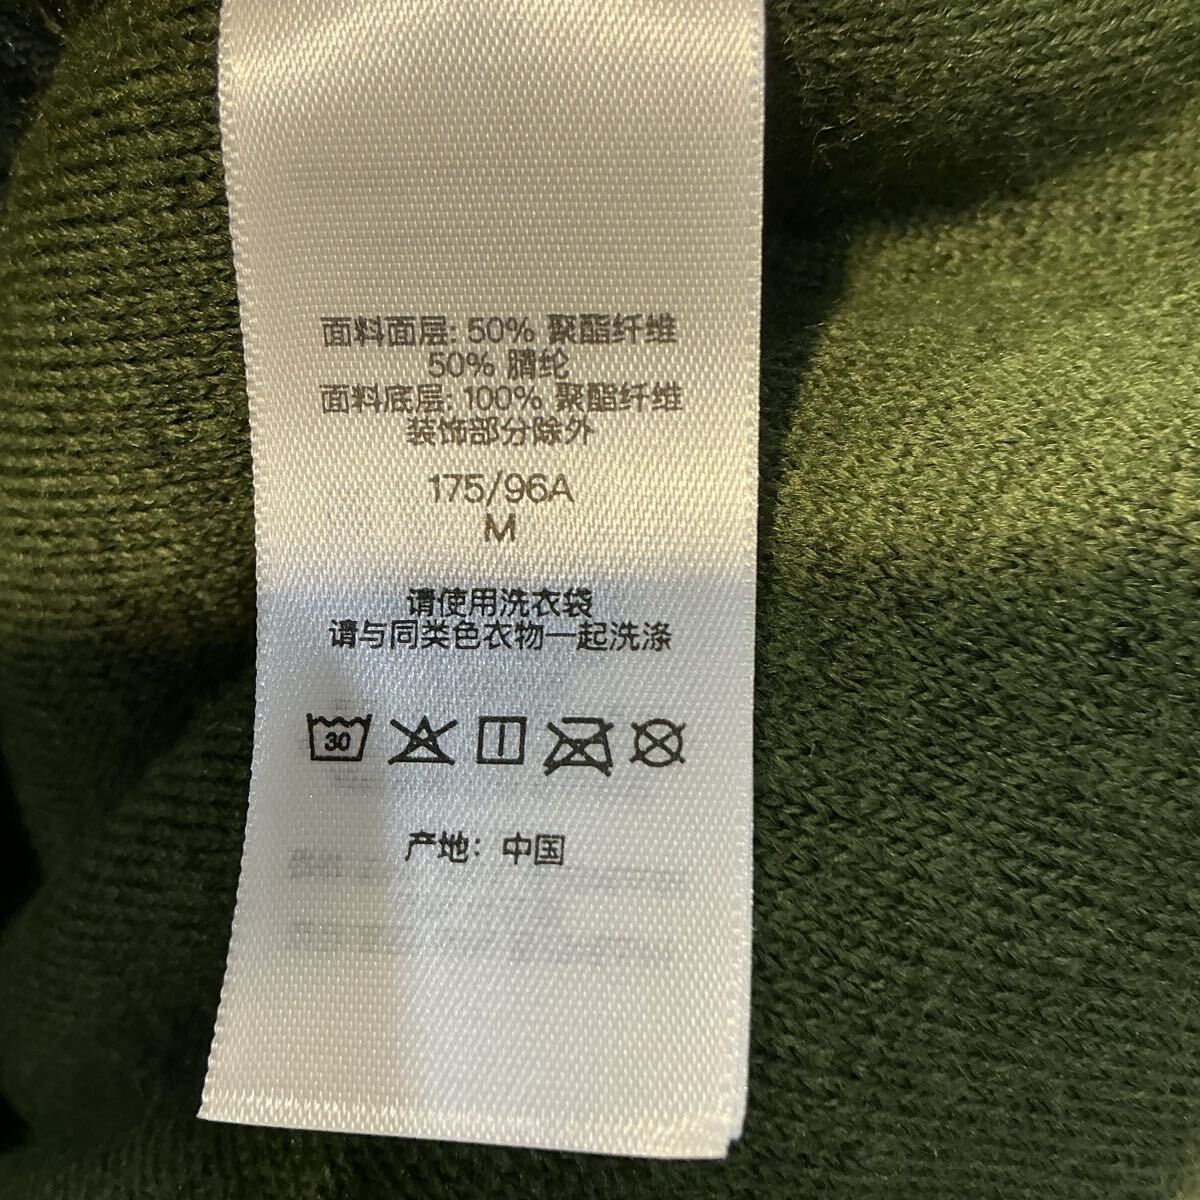 面料面层: 50% 聚酯纤维
50% 腈纶
面料底层: 100% 聚酯纤维
装饰部分除外
175/96A
M
请使用洗衣袋
请与同类色衣物一起洗涤
30
产地: 中国